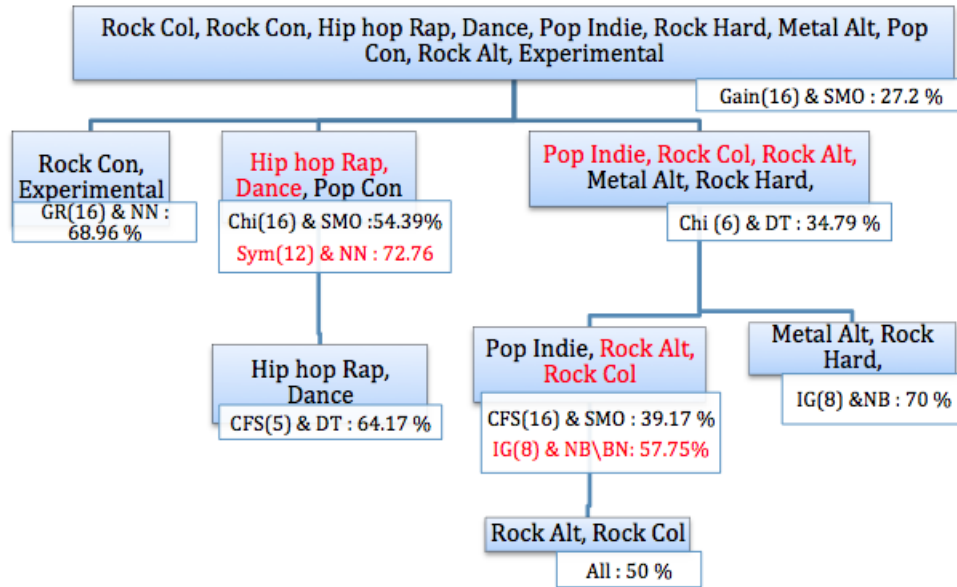 Rock Col, Rock Con, Hip hop Rap, Dance, Pop Indie, Rock Hard, Metal Alt, Pop
Con, Rock Alt, Experimental
Gain(16) & SMO : 27.2 %
Rock Con,
Experimental
GR(16) & NN :
68.96 %
Hip hop Rap,
Dance, Pop Con
Chi(16) & SMO :54.39%
Sym(12) & NN : 72.76
Pop Indie, Rock Col, Rock Alt,
Metal Alt, Rock Hard,
Chi (6) & DT : 34.79 %
Hip hop Rap,
Dance
CFS(5) & DT : 64.17 %
Pop Indie, Rock Alt,
Rock Col
CFS(16) & SMO : 39.17 %
IG(8) & NB\BN: 57.75%
Metal Alt, Rock
Hard,
IG(8) &NB : 70 %
Rock Alt, Rock Col
All : 50 %